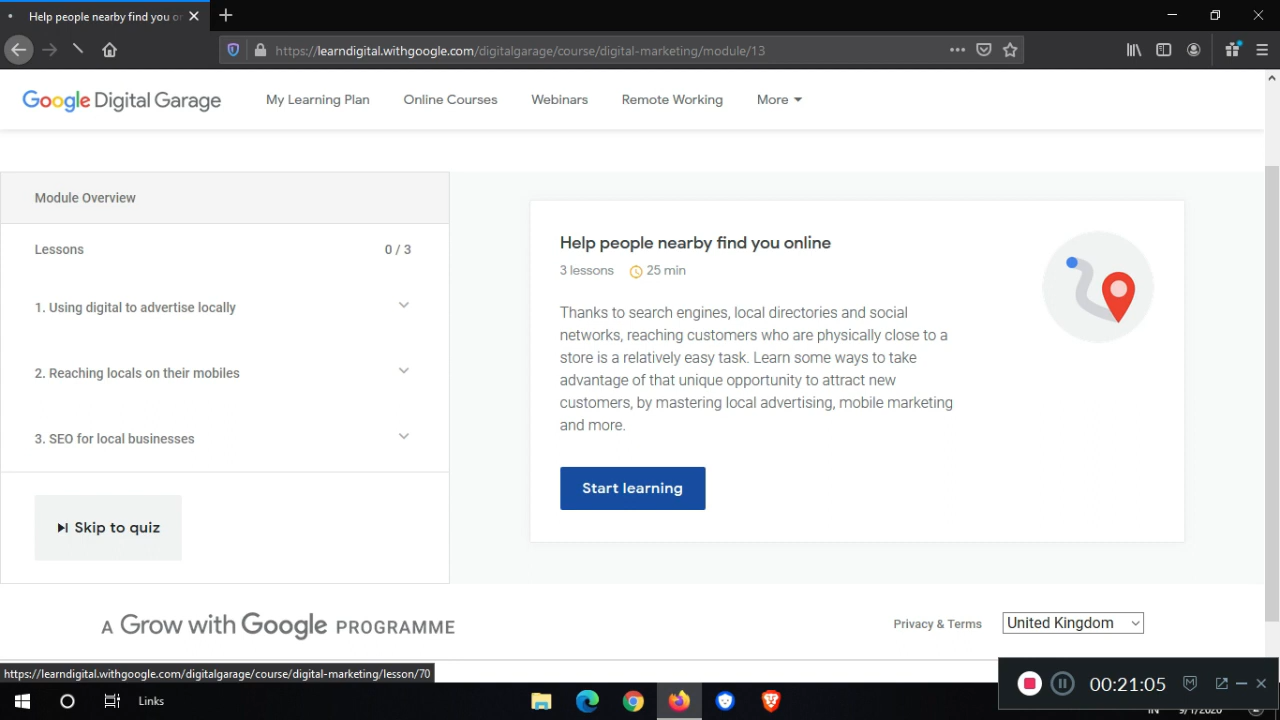 Help people nearby find you or
https://learndigital.withgoogle.com/digitalgarage/course/digital-marketing/module/13
Google Digital Garage
My Learning Plan
Online Courses
Webinars
Remote Working
More
Module Overview
Lessons 0 / 3
1. Using digital to advertise locally
2. Reaching locals on their mobiles
3. SEO for local businesses
Skip to quiz
Help people nearby find you online
3 lessons 25 min
Thanks to search engines, local directories and social
networks, reaching customers who are physically close to a
store is a relatively easy task. Learn some ways to take
advantage of that unique opportunity to attract new
customers, by mastering local advertising, mobile marketing
and more.
Start learning
A Grow with Google PROGRAMME
Privacy & Terms
United Kingdom
https://learndigital.withgoogle.com/digitalgarage/course/digital-marketing/lesson/70
00:21:05
Links